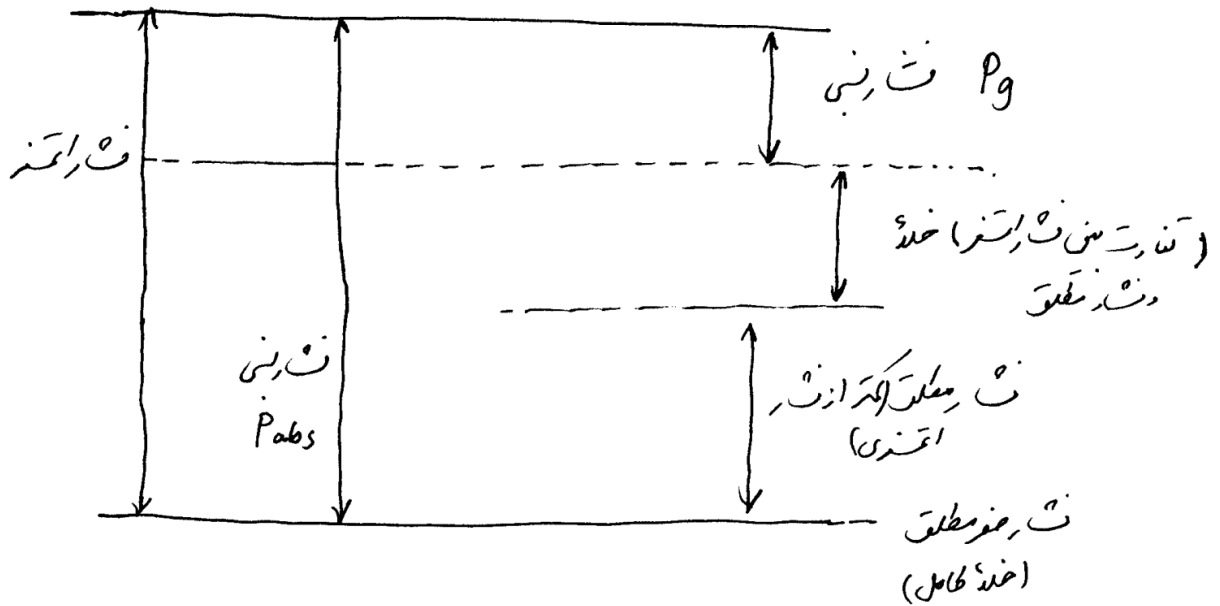 فشار نسبی Pg
فشار اتمسفر
(تفاوت بین فشار اتمسفر) خلأ
و فشار مطلق
فشار نسبی
Pabs
فشار مطلق (کمتر از فشار
اتمسفری)
فشار صفر مطلق
(خلأ کامل)